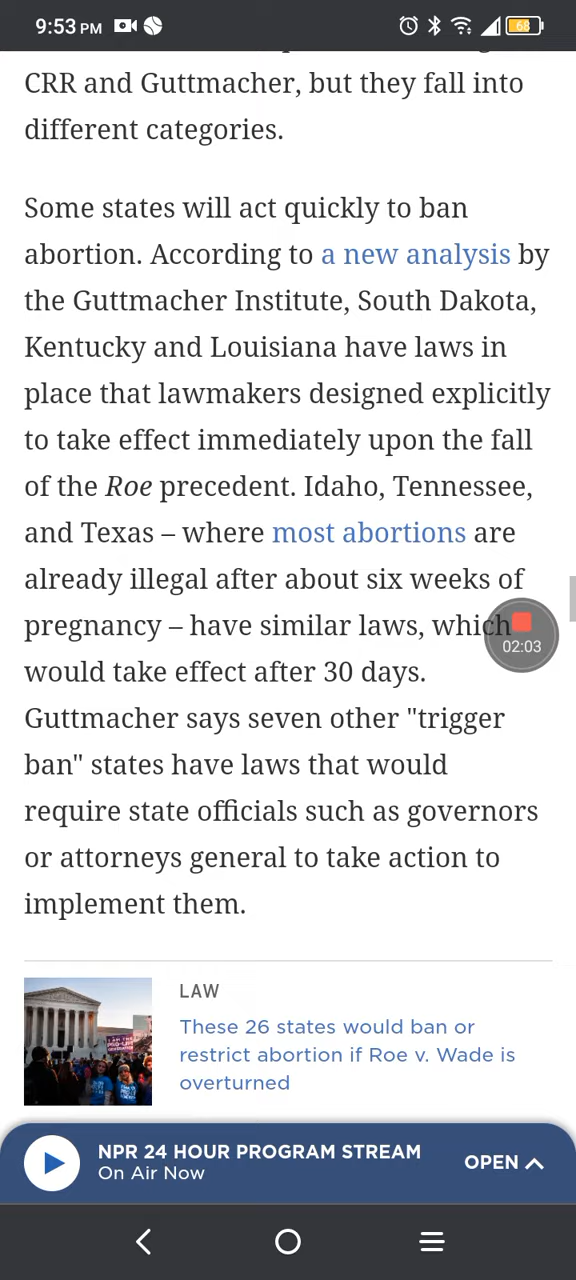 9:53 PM
68
CRR and Guttmacher, but they fall into
different categories.
Some states will act quickly to ban
abortion. According to a new analysis by
the Guttmacher Institute, South Dakota,
Kentucky and Louisiana have laws in
place that lawmakers designed explicitly
to take effect immediately upon the fall
of the Roe precedent. Idaho, Tennessee,
and Texas – where most abortions are
already illegal after about six weeks of
pregnancy – have similar laws, which
02:03
would take effect after 30 days.
Guttmacher says seven other "trigger
ban" states have laws that would
require state officials such as governors
or attorneys general to take action to
implement them.
LAW
These 26 states would ban or
restrict abortion if Roe v. Wade is
overturned
NPR 24 HOUR PROGRAM STREAM
On Air Now
OPEN